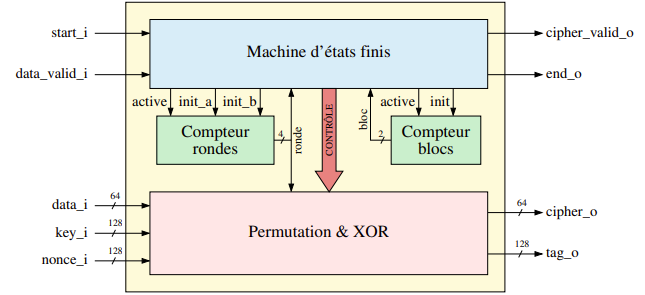 start_i
cipher_valid_o
Machine d'états finis
data_valid_i
end_o
active
init_a
init_b
active
init
Compteur
rondes
4
ronde
CONTRÔLE
bloc
2
Compteur
blocs
data_i
64
key_i
128
nonce_i
128
Permutation & XOR
64
cipher_o
128
tag_o